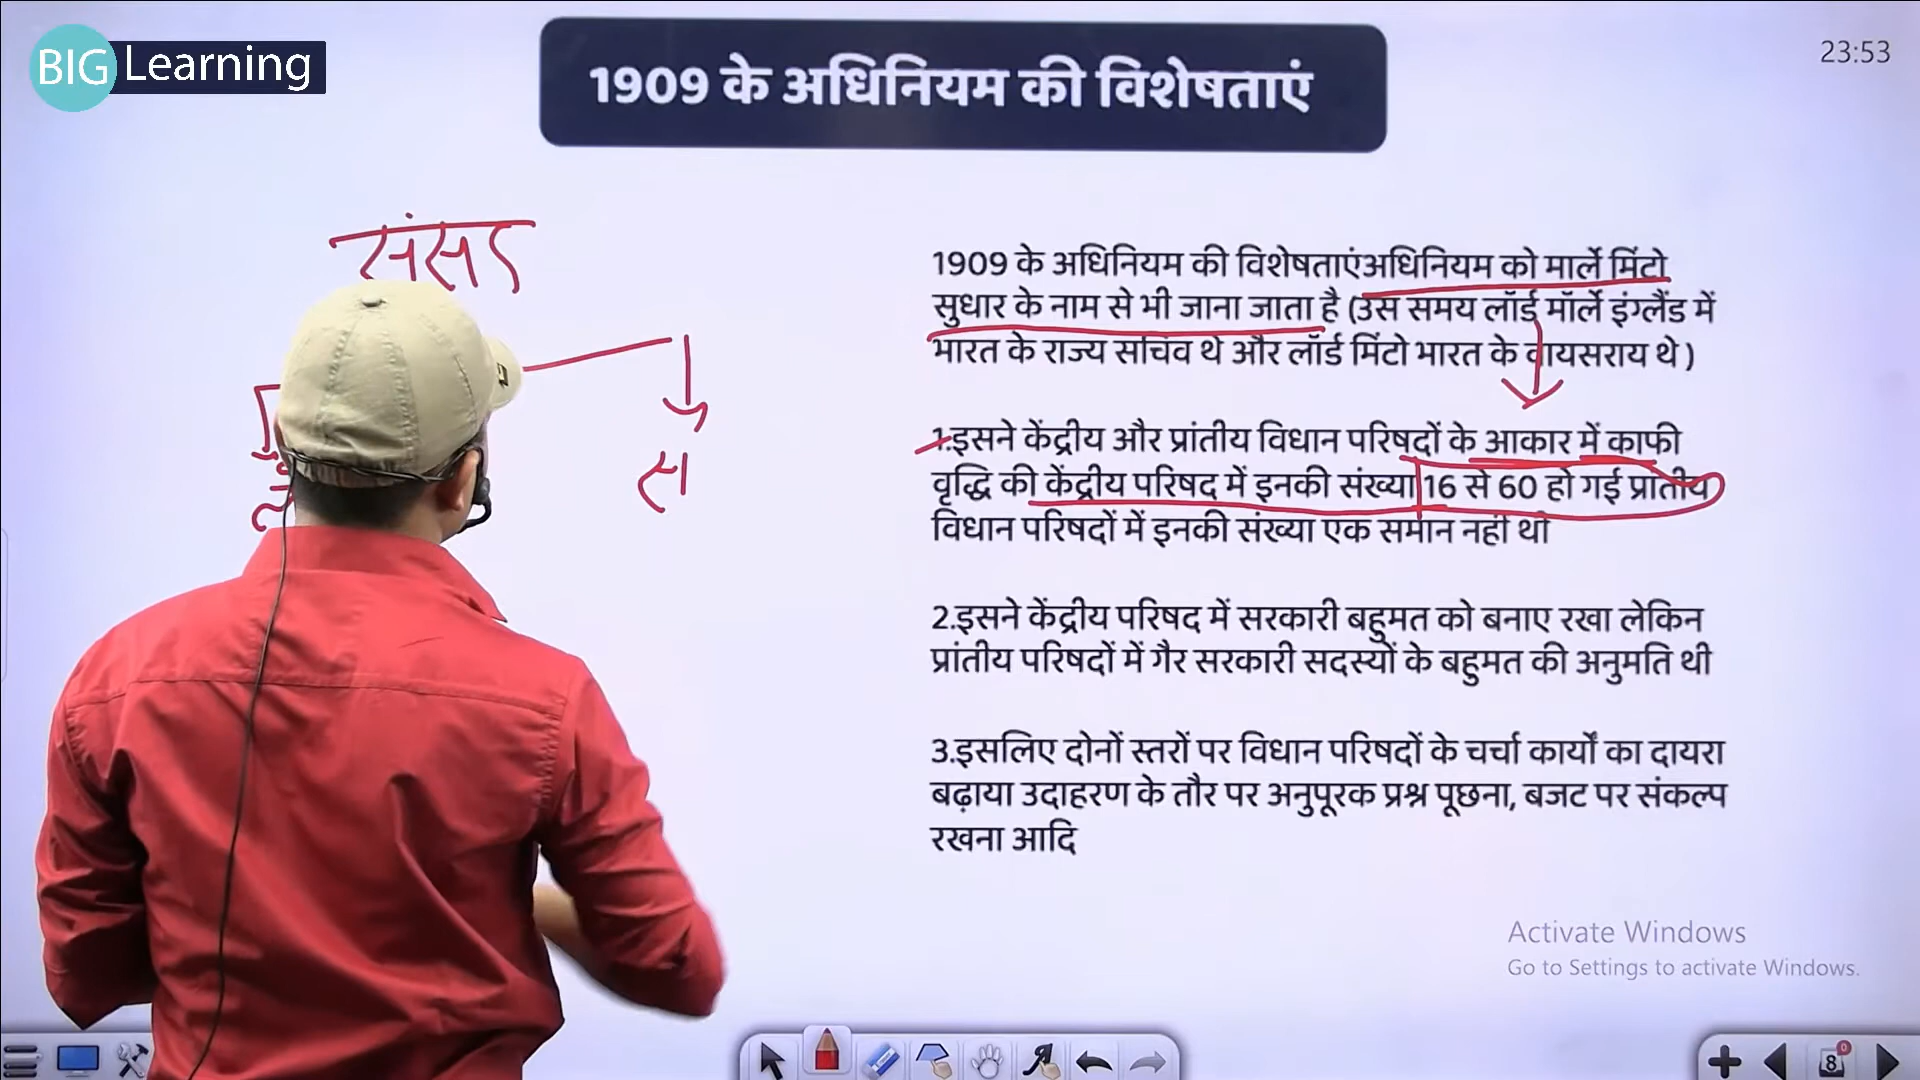 BIG Learning
1909 के अधिनियम की विशेषताएं
23:53
संसद
1909 के अधिनियम की विशेषताएंअधिनियम को मार्ले मिंटो
सुधार के नाम से भी जाना जाता है (उस समय लॉर्ड मॉर्ले इंग्लैंड में
भारत के राज्य सचिव थे और लॉर्ड मिंटो भारत के वायसराय थे )
1.इसने केंद्रीय और प्रांतीय विधान परिषदों के आकार में काफी
वृद्धि की केंद्रीय परिषद में इनकी संख्या 16 से 60 हो गई प्रांतीय
विधान परिषदों में इनकी संख्या एक समान नहीं थी
2.इसने केंद्रीय परिषद में सरकारी बहुमत को बनाए रखा लेकिन
प्रांतीय परिषदों में गैर सरकारी सदस्यों के बहुमत की अनुमति थी
3.इसलिए दोनों स्तरों पर विधान परिषदों के चर्चा कार्यों का दायरा
बढ़ाया उदाहरण के तौर पर अनुपूरक प्रश्न पूछना, बजट पर संकल्प
रखना आदि
Activate Windows
Go to Settings to activate Windows.
8
0